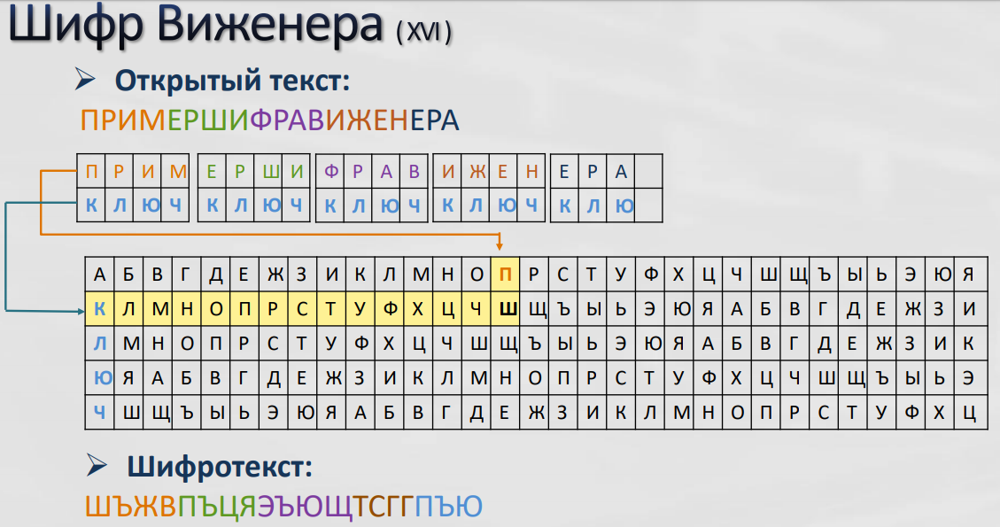 Шифр Виженера (XVI)
Открытый текст:
ПРИМЕРШИФРАВИЖЕНЕРА
П Р И М Е Р Ш И Ф Р А В И Ж Е Н Е Р А
К Л Ю Ч К Л Ю Ч К Л Ю Ч К Л Ю Ч К Л Ю
А Б В Г Д Е Ж З И К Л М Н О П Р С Т У Ф Х Ц Ч Ш Щ Ъ Ы Ь Э Ю Я
К Л М Н О П Р С Т У Ф Х Ц Ч Ш Щ Ъ Ы Ь Э Ю Я А Б В Г Д Е Ж З И
Л М Н О П Р С Т У Ф Х Ц Ч Ш Щ Ъ Ы Ь Э Ю Я А Б В Г Д Е Ж З И К
Ю Я А Б В Г Д Е Ж З И К Л М Н О П Р С Т У Ф Х Ц Ч Ш Щ Ъ Ы Ь Э
Ч Ш Щ Ъ Ы Ь Э Ю Я А Б В Г Д Е Ж З И К Л М Н О П Р С Т У Ф Х Ц
Шифротекст:
ШЪЖВПЪЦЯЭЪЮЩТСГГПЪЮ